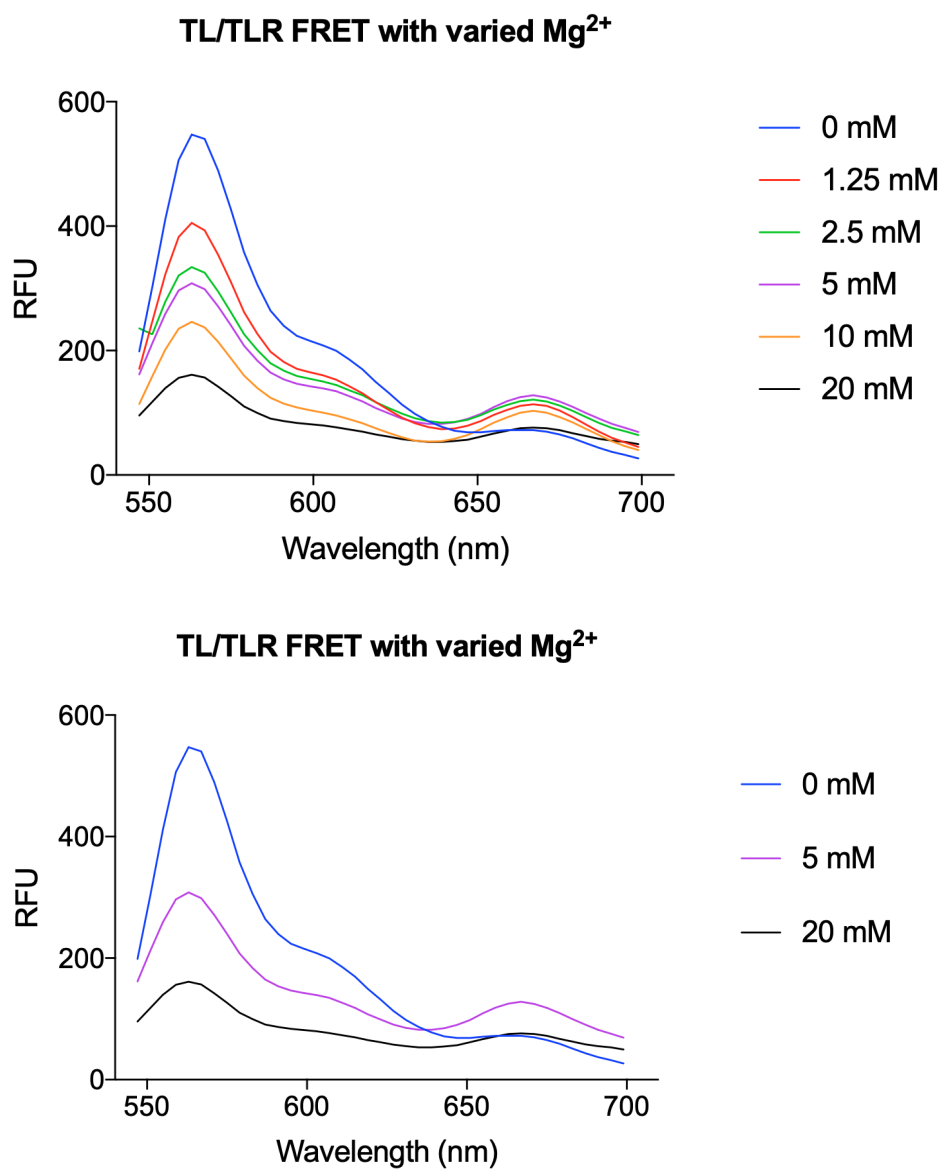 TL/TLR FRET with varied Mg²⁺
600
400
200
0
RFU
550
600
650
700
Wavelength (nm)
0 mM
1.25 mM
2.5 mM
5 mM
10 mM
20 mM
TL/TLR FRET with varied Mg²⁺
600
400
200
0
RFU
550
600
650
700
Wavelength (nm)
0 mM
5 mM
20 mM